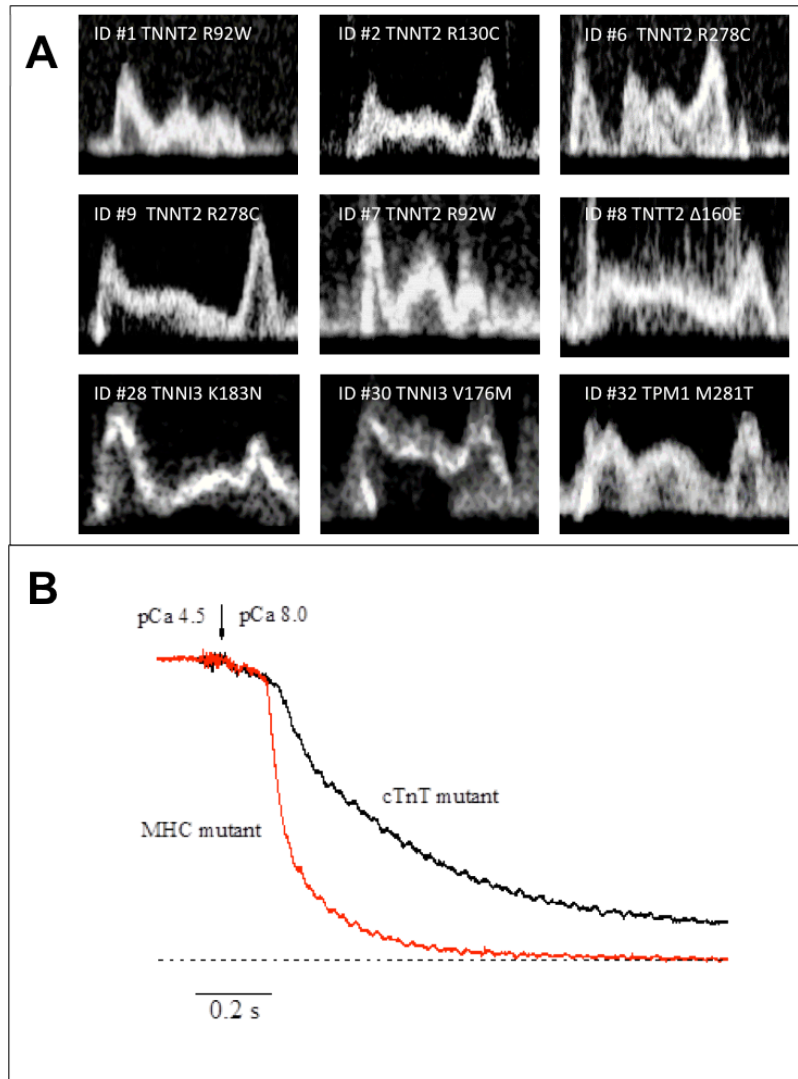 A
ID #1 TNNT2 R92W
ID #2 TNNT2 R130C
ID #6 TNNT2 R278C
ID #9 TNNT2 R278C
ID #7 TNNT2 R92W
ID #8 TNTT2 Δ160E
ID #28 TNNI3 K183N
ID #30 TNNI3 V176M
ID #32 TPM1 M281T
B
pCa 4.5
pCa 8.0
cTnT mutant
MHC mutant
0.2 s